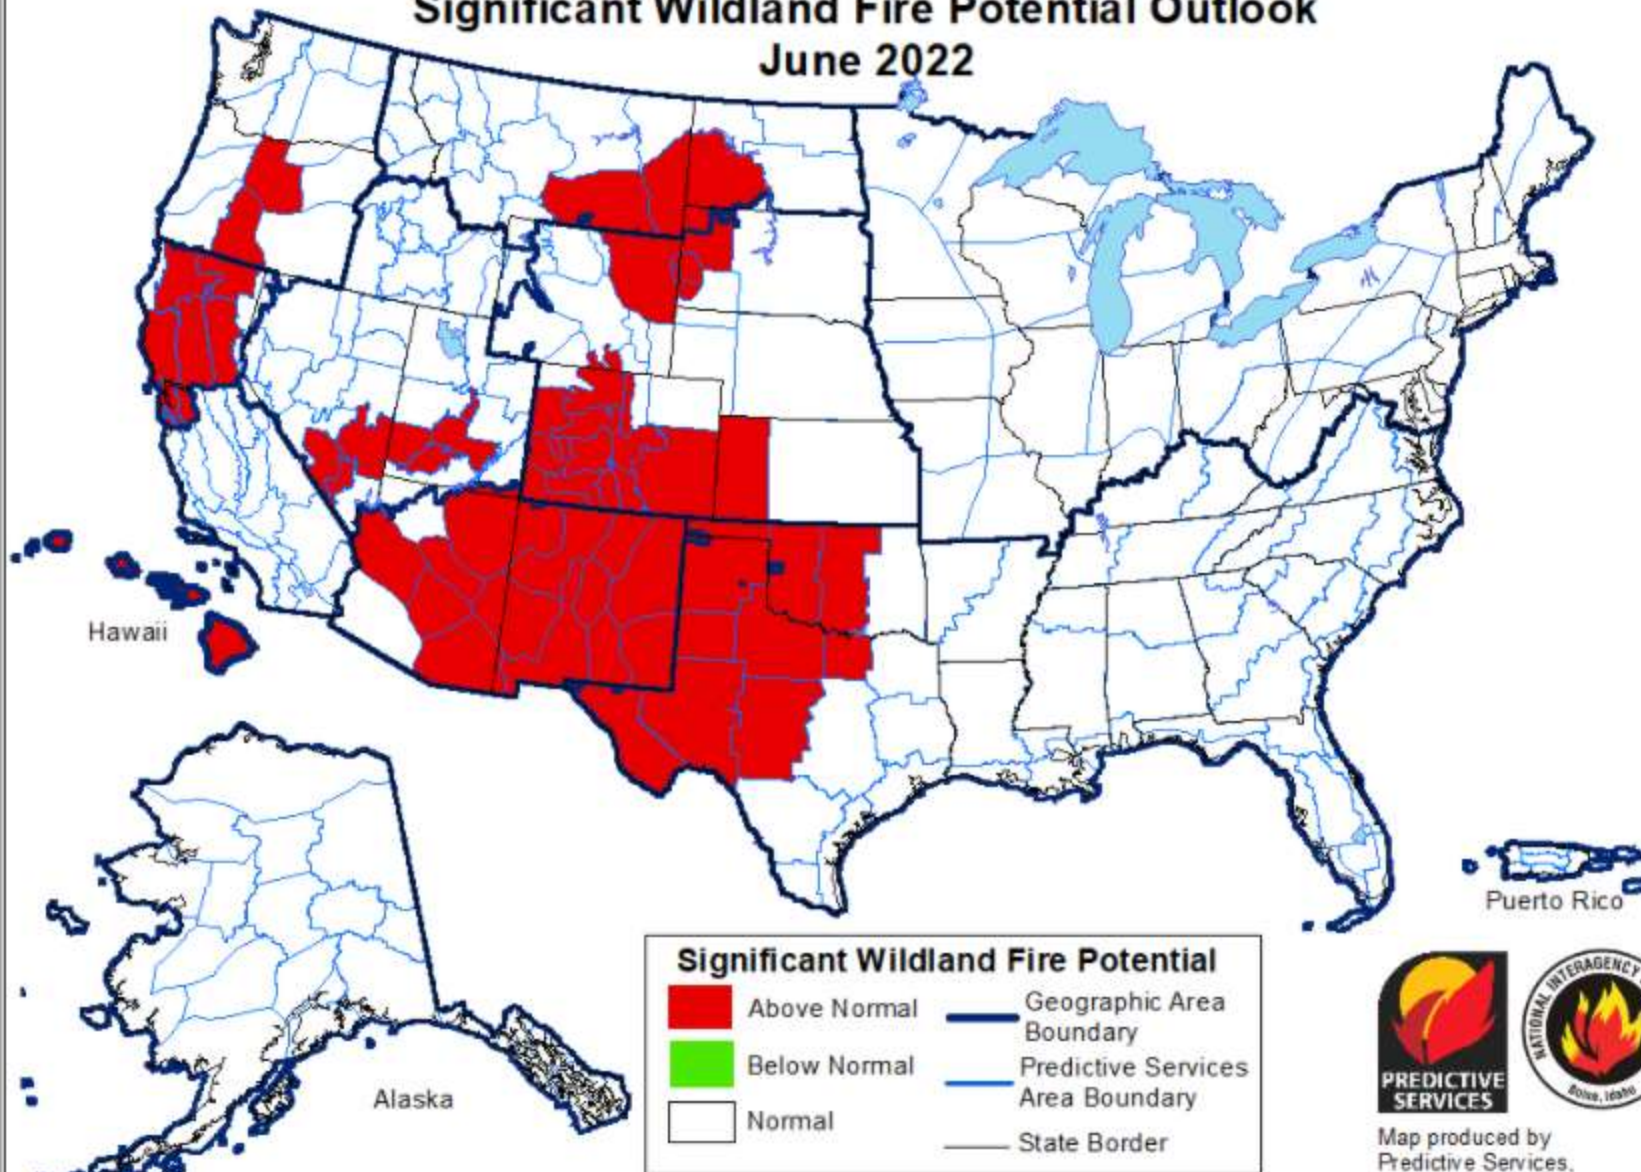 Significant Wildland Fire Potential Outlook
June 2022
Hawaii
Puerto Rico
Alaska
Significant Wildland Fire Potential
Above Normal
Below Normal
Normal
Geographic Area
Boundary
Predictive Services
Area Boundary
State Border
PREDICTIVE
SERVICES
NATIONAL INTERAGENCY
Boise, Idaho
Map produced by
Predictive Services,